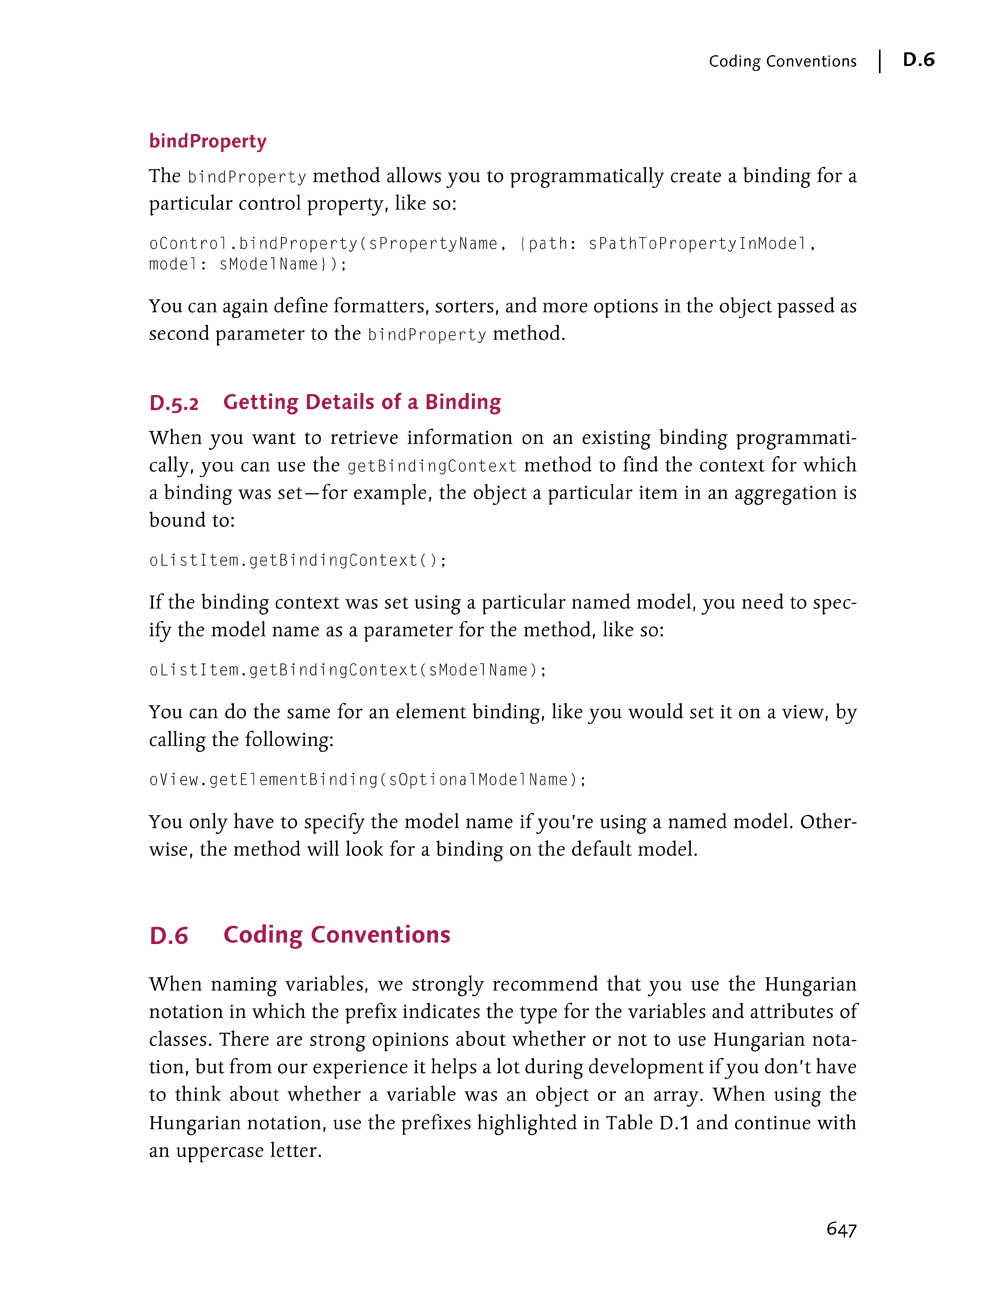 Coding Conventions | D.6
bindProperty
The bindProperty method allows you to programmatically create a binding for a
particular control property, like so:
oControl.bindProperty(sPropertyName, {path: sPathToPropertyInModel,
model: sModelName});
You can again define formatters, sorters, and more options in the object passed as
second parameter to the bindProperty method.
D.5.2 Getting Details of a Binding
When you want to retrieve information on an existing binding programmati-
cally, you can use the getBindingContext method to find the context for which
a binding was set—for example, the object a particular item in an aggregation is
bound to:
oListItem.getBindingContext();
If the binding context was set using a particular named model, you need to spec-
ify the model name as a parameter for the method, like so:
oListItem.getBindingContext(sModelName);
You can do the same for an element binding, like you would set it on a view, by
calling the following:
oView.getElementBinding(sOptionalModelName);
You only have to specify the model name if you’re using a named model. Other-
wise, the method will look for a binding on the default model.
D.6 Coding Conventions
When naming variables, we strongly recommend that you use the Hungarian
notation in which the prefix indicates the type for the variables and attributes of
classes. There are strong opinions about whether or not to use Hungarian nota-
tion, but from our experience it helps a lot during development if you don’t have
to think about whether a variable was an object or an array. When using the
Hungarian notation, use the prefixes highlighted in Table D.1 and continue with
an uppercase letter.
647